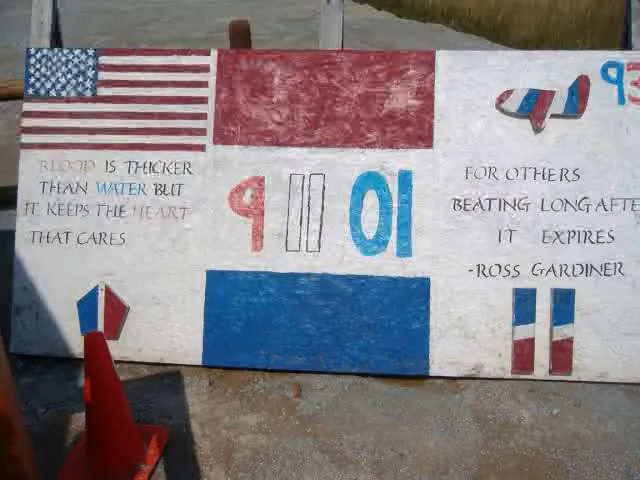 BLOOD IS THICKER
THAN WATER BUT
IT KEEPS THE HEART
THAT CARES
9 11 01
93
FOR OTHERS
BEATING LONG AFTE
IT EXPIRES
-ROSS GARDINER